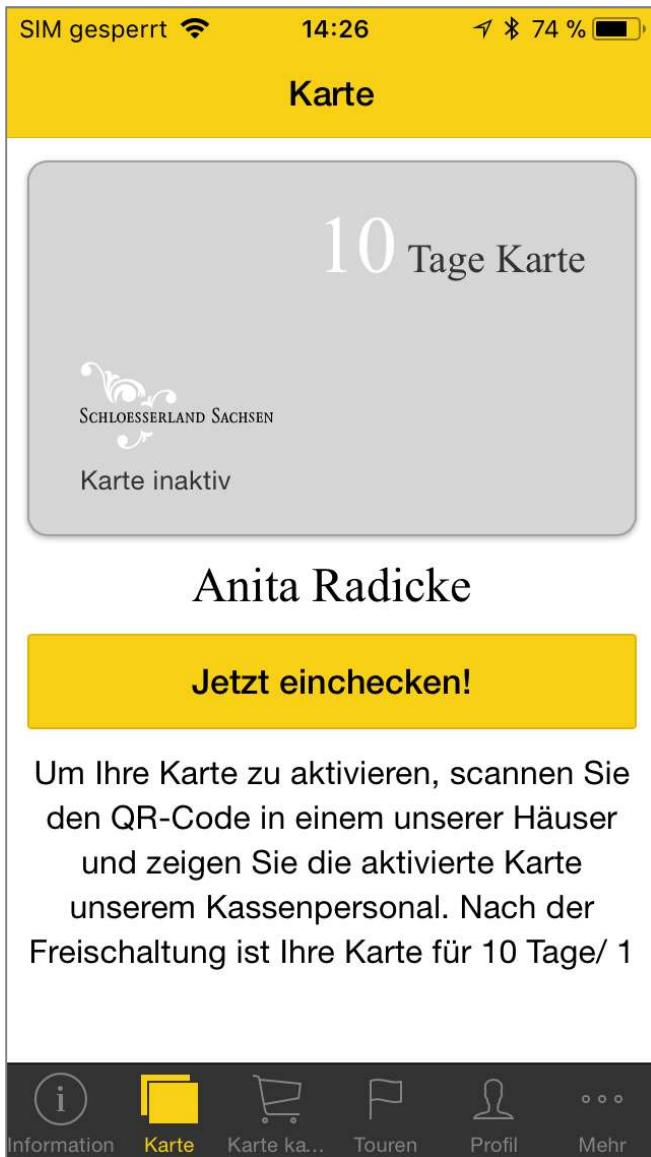 SIM gesperrt 14:26 74 %
Karte
10 Tage Karte
SCHLOESSERLAND SACHSEN
Karte inaktiv
Anita Radicke
Jetzt einchecken!
Um Ihre Karte zu aktivieren, scannen Sie
den QR-Code in einem unserer Häuser
und zeigen Sie die aktivierte Karte
unserem Kassenpersonal. Nach der
Freischaltung ist Ihre Karte für 10 Tage/ 1
Information Karte Karte ka... Touren Profil Mehr